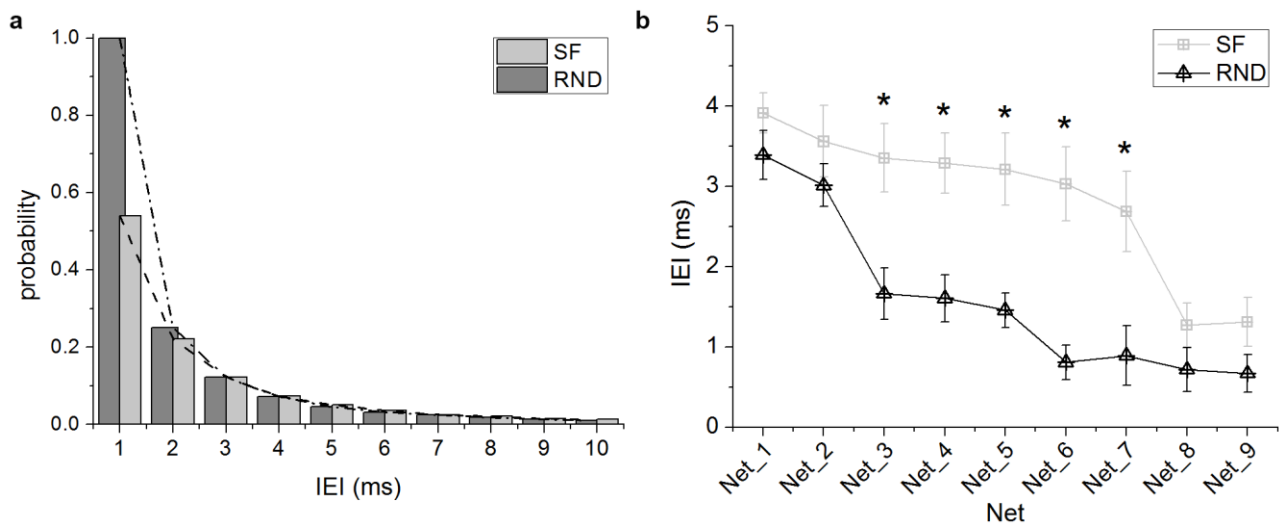 a
1.0
0.8
0.6
0.4
0.2
0.0
probability
1 2 3 4 5 6 7 8 9 10
IEI (ms)
SF
RND
b
5
4
3
2
1
0
IEI (ms)
SF
RND
* * * * *
Net_1 Net_2 Net_3 Net_4 Net_5 Net_6 Net_7 Net_8 Net_9
Net